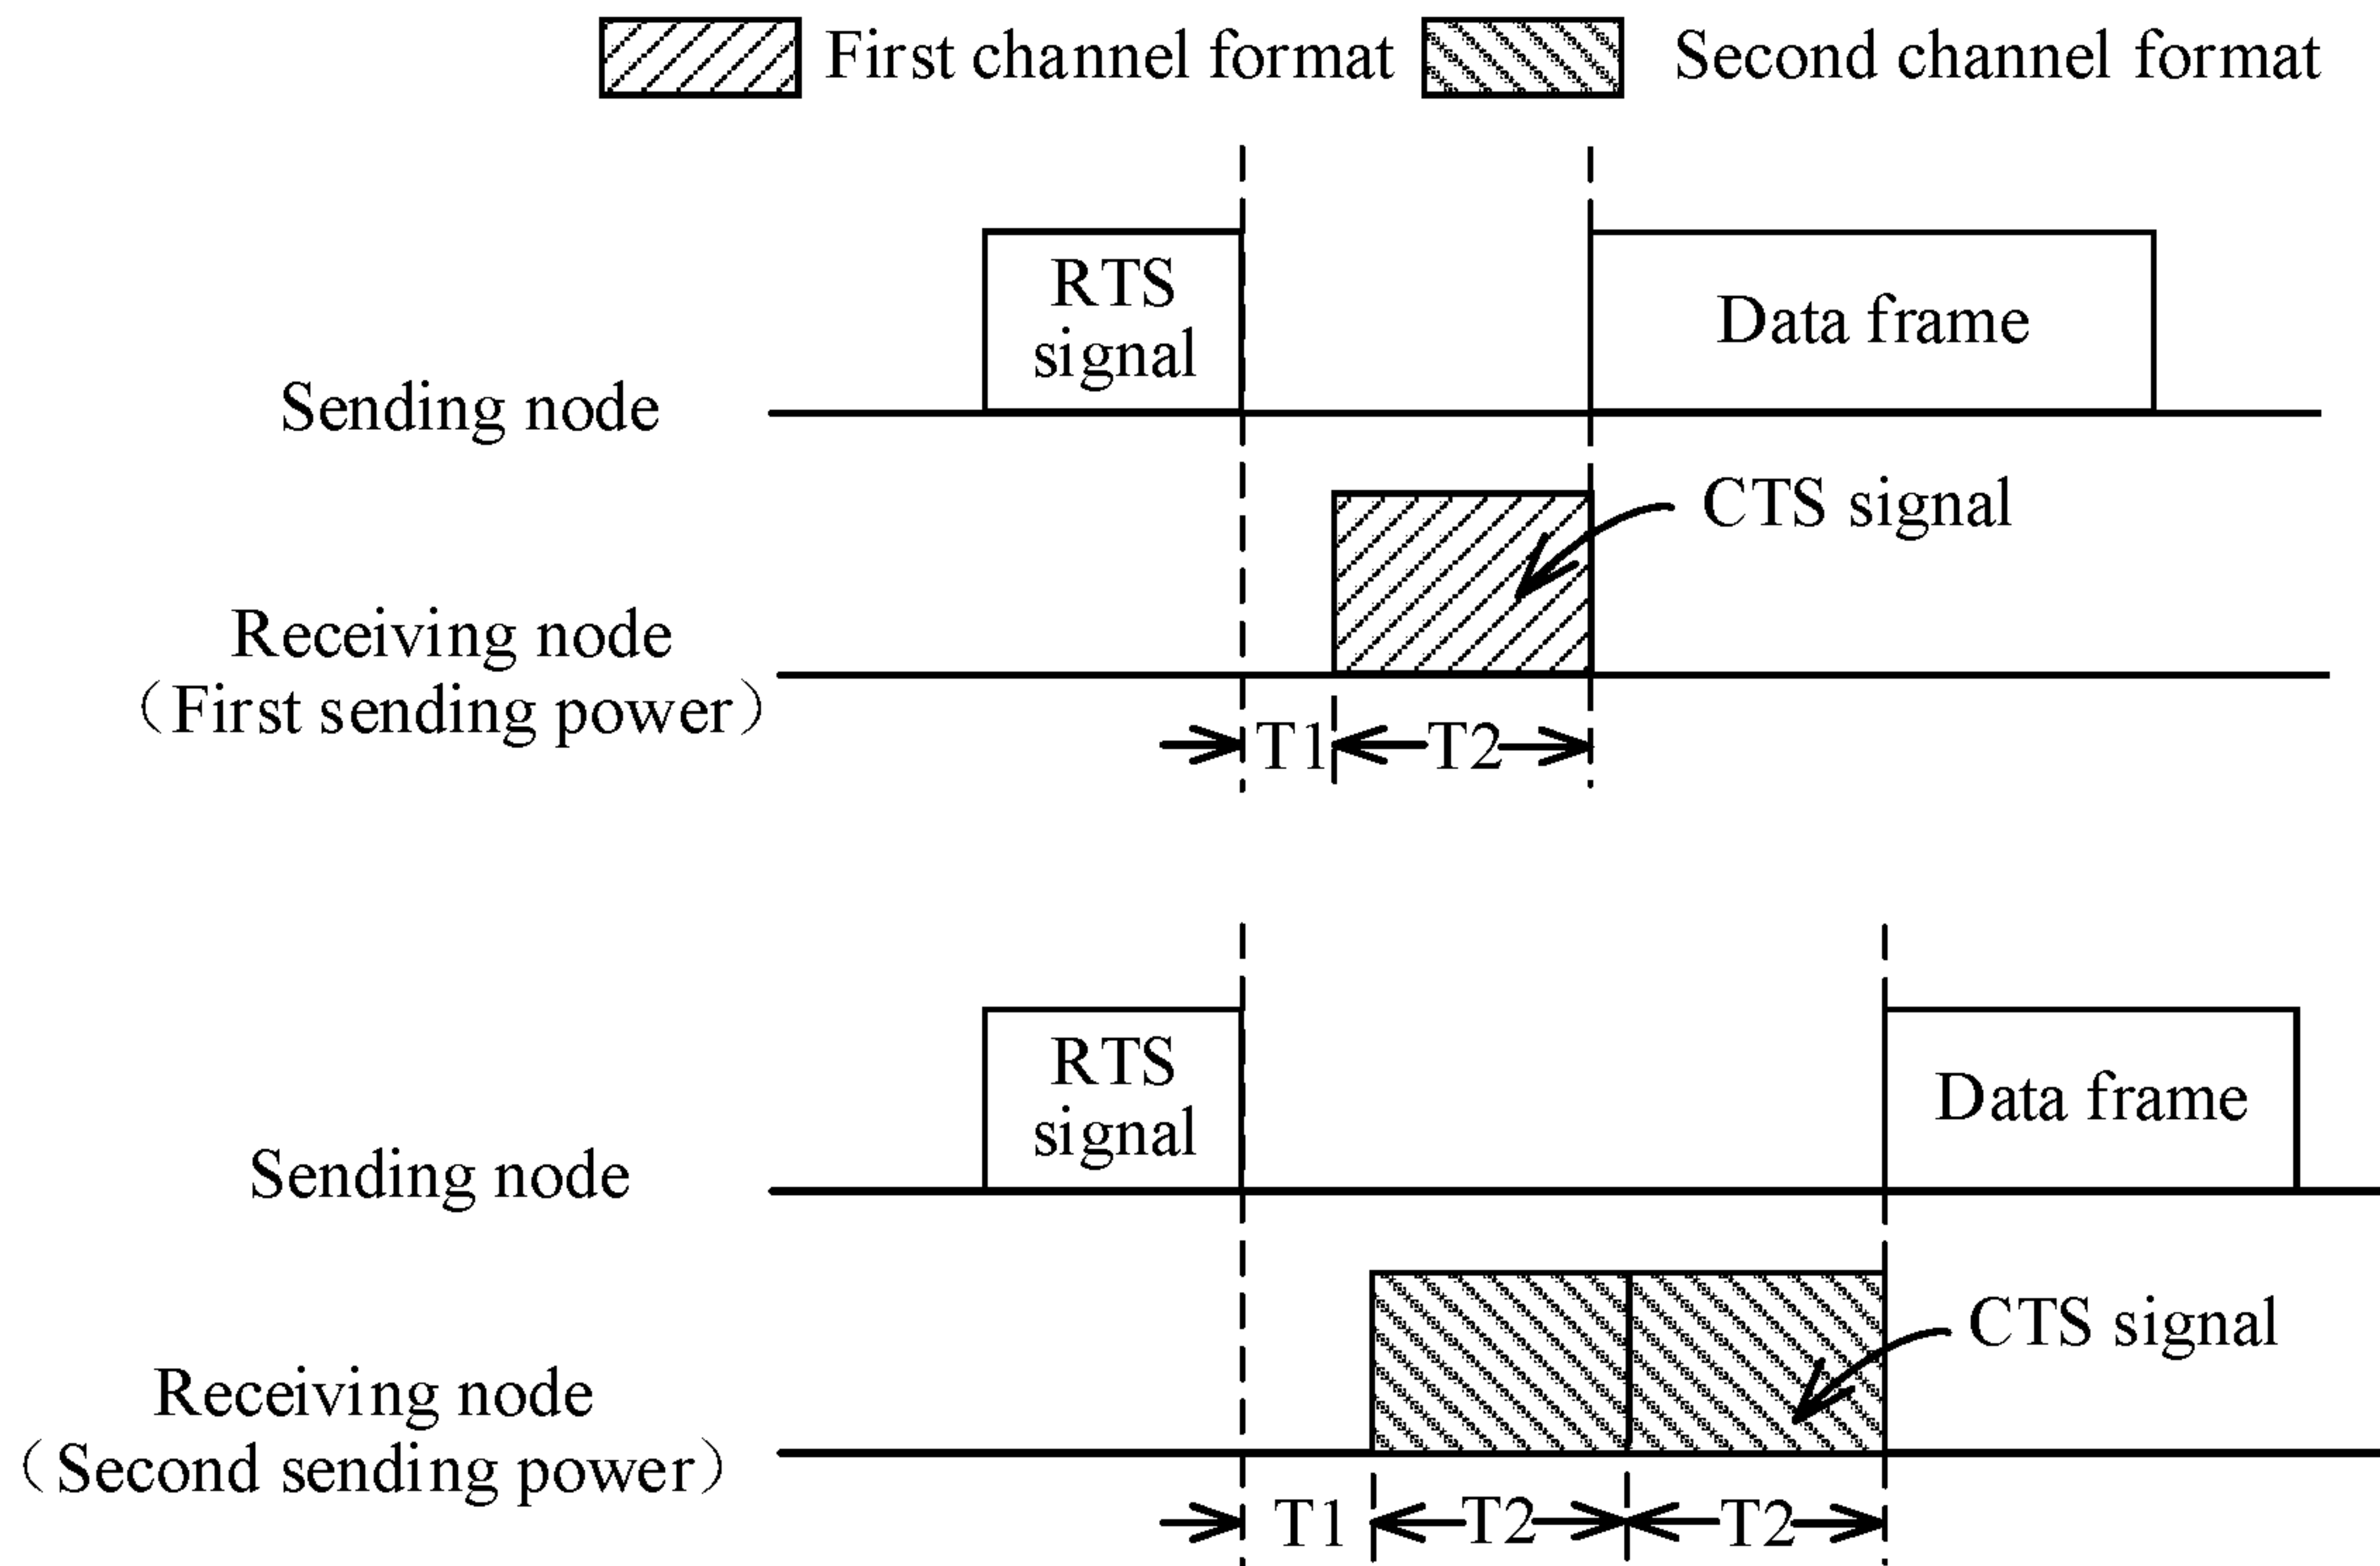 First channel format
Second channel format
RTS
signal
Data frame
Sending node
CTS signal
Receiving node
（First sending power）
T1
T2
RTS
signal
Data frame
Sending node
CTS signal
Receiving node
（Second sending power）
T1
T2
T2